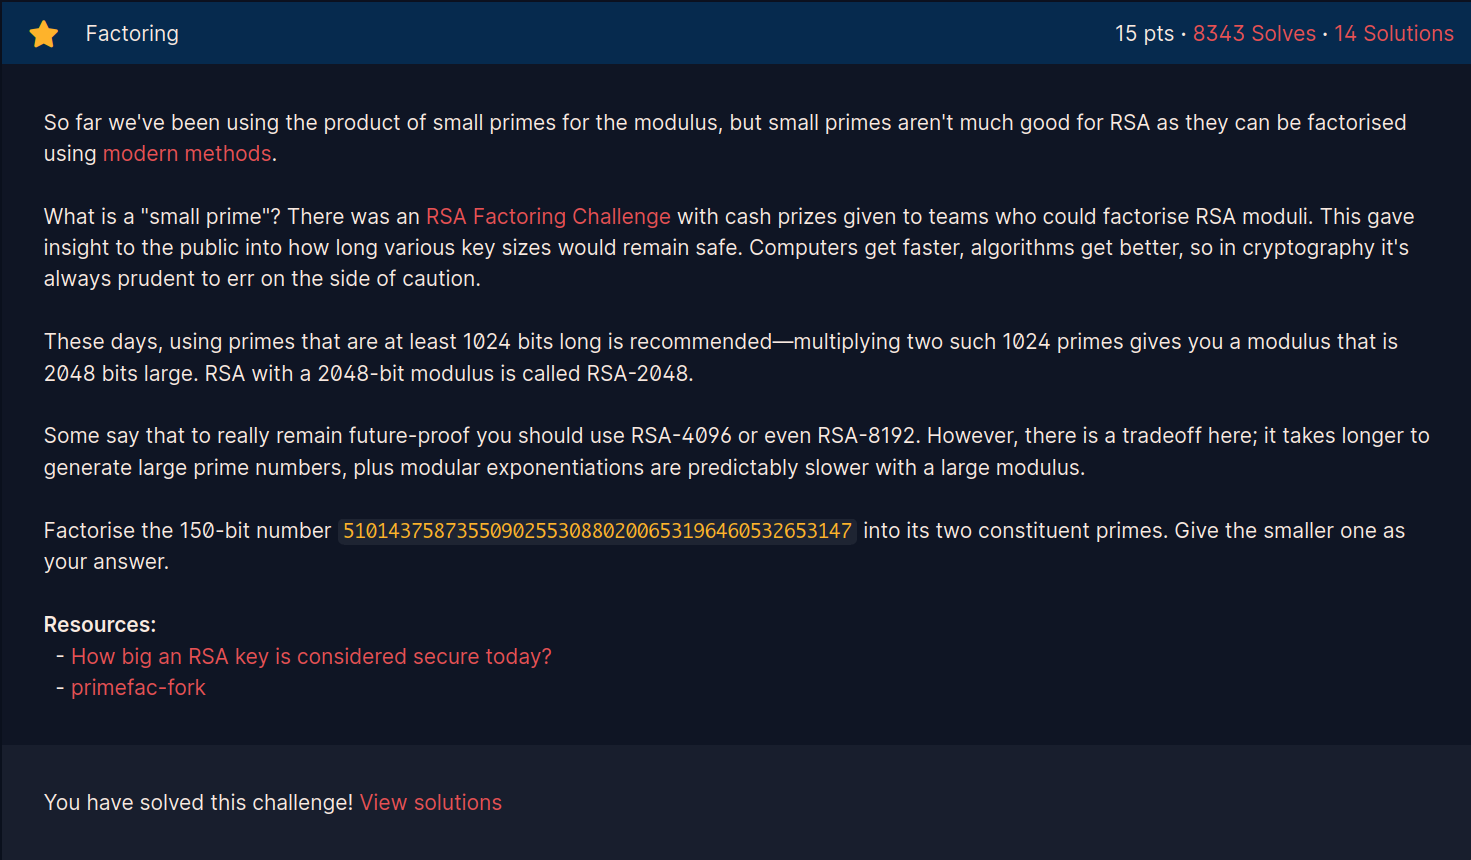 Factoring
15 pts · 8343 Solves · 14 Solutions
So far we've been using the product of small primes for the modulus, but small primes aren't much good for RSA as they can be factorised
using modern methods.
What is a "small prime"? There was an RSA Factoring Challenge with cash prizes given to teams who could factorise RSA moduli. This gave
insight to the public into how long various key sizes would remain safe. Computers get faster, algorithms get better, so in cryptography it's
always prudent to err on the side of caution.
These days, using primes that are at least 1024 bits long is recommended—multiplying two such 1024 primes gives you a modulus that is
2048 bits large. RSA with a 2048-bit modulus is called RSA-2048.
Some say that to really remain future-proof you should use RSA-4096 or even RSA-8192. However, there is a tradeoff here; it takes longer to
generate large prime numbers, plus modular exponentiations are predictably slower with a large modulus.
Factorise the 150-bit number 510143758735509025530880200653196460532653147 into its two constituent primes. Give the smaller one as
your answer.
Resources:
- How big an RSA key is considered secure today?
- primefac-fork
You have solved this challenge! View solutions